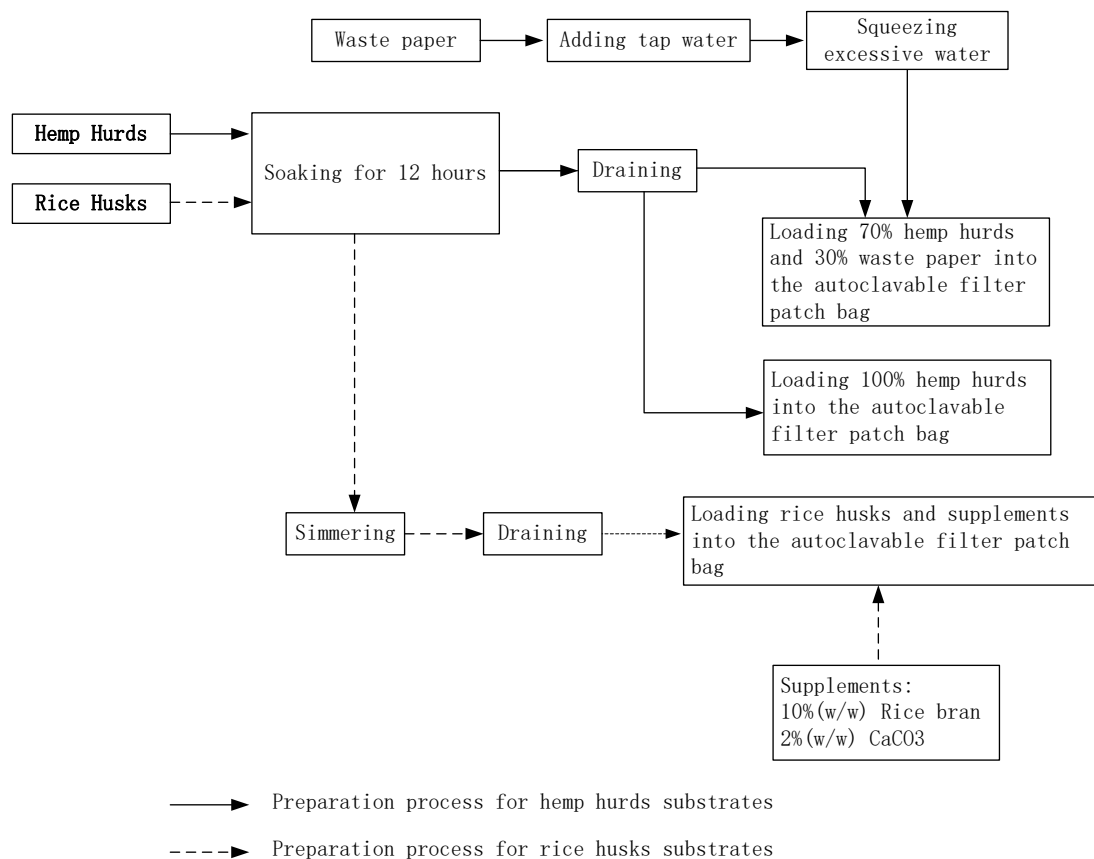 Waste paper
Adding tap water
Squeezing
excessive water
Hemp Hurds
Rice Husks
Soaking for 12 hours
Draining
Loading 70% hemp hurds
and 30% waste paper into
the autoclavable filter
patch bag
Loading 100% hemp hurds
into the autoclavable
filter patch bag
Simmering
Draining
Loading rice husks and supplements
into the autoclavable filter patch
bag
Supplements:
10%(w/w) Rice bran
2%(w/w) CaCO3
Preparation process for hemp hurds substrates
Preparation process for rice husks substrates